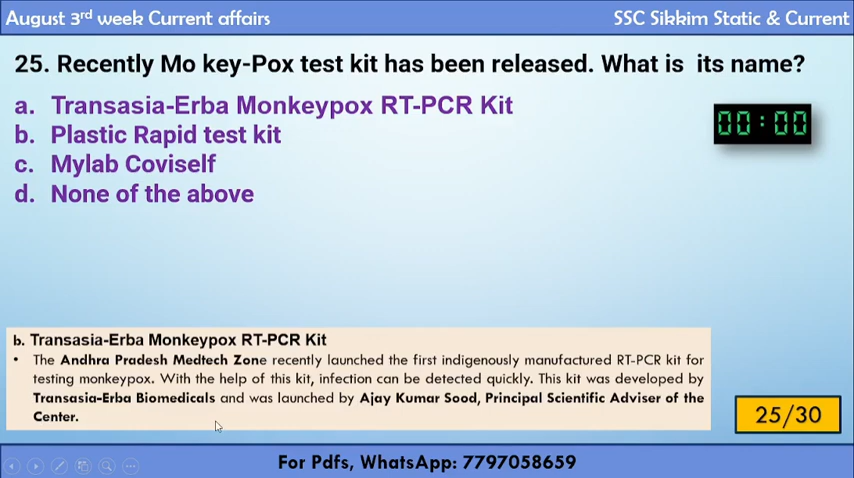 August 3rd week Current affairs
SSC Sikkim Static & Current
25. Recently Mo key-Pox test kit has been released. What is its name?
a. Transasia-Erba Monkeypox RT-PCR Kit
b. Plastic Rapid test kit
c. Mylab Coviself
d. None of the above
00:00
b. Transasia-Erba Monkeypox RT-PCR Kit
• The Andhra Pradesh Medtech Zone recently launched the first indigenously manufactured RT-PCR kit for
testing monkeypox. With the help of this kit, infection can be detected quickly. This kit was developed by
Transasia-Erba Biomedicals and was launched by Ajay Kumar Sood, Principal Scientific Adviser of the
Center.
25/30
For Pdfs, WhatsApp: 7797058659